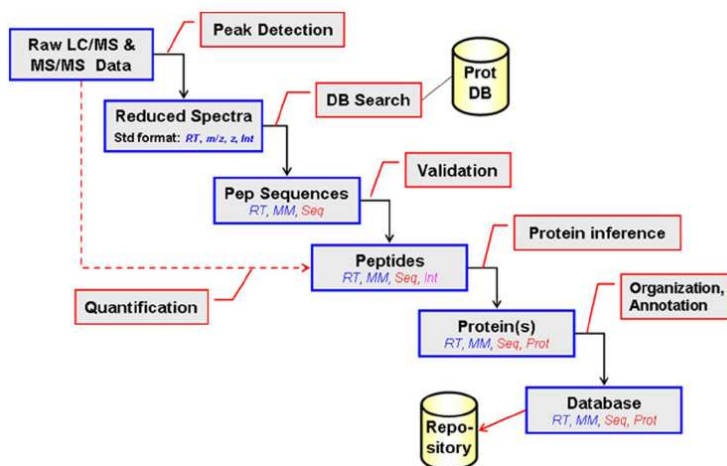 Raw LC/MS &
MS/MS Data
Peak Detection
Reduced Spectra
Std format: RT, m/z, z, Int
DB Search
Prot
DB
Pep Sequences
RT, MM, Seq
Validation
Peptides
RT, MM, Seq, Int
Protein inference
Quantification
Protein(s)
RT, MM, Seq, Prot
Organization,
Annotation
Database
RT, MM, Seq, Prot
Repo-
sitory